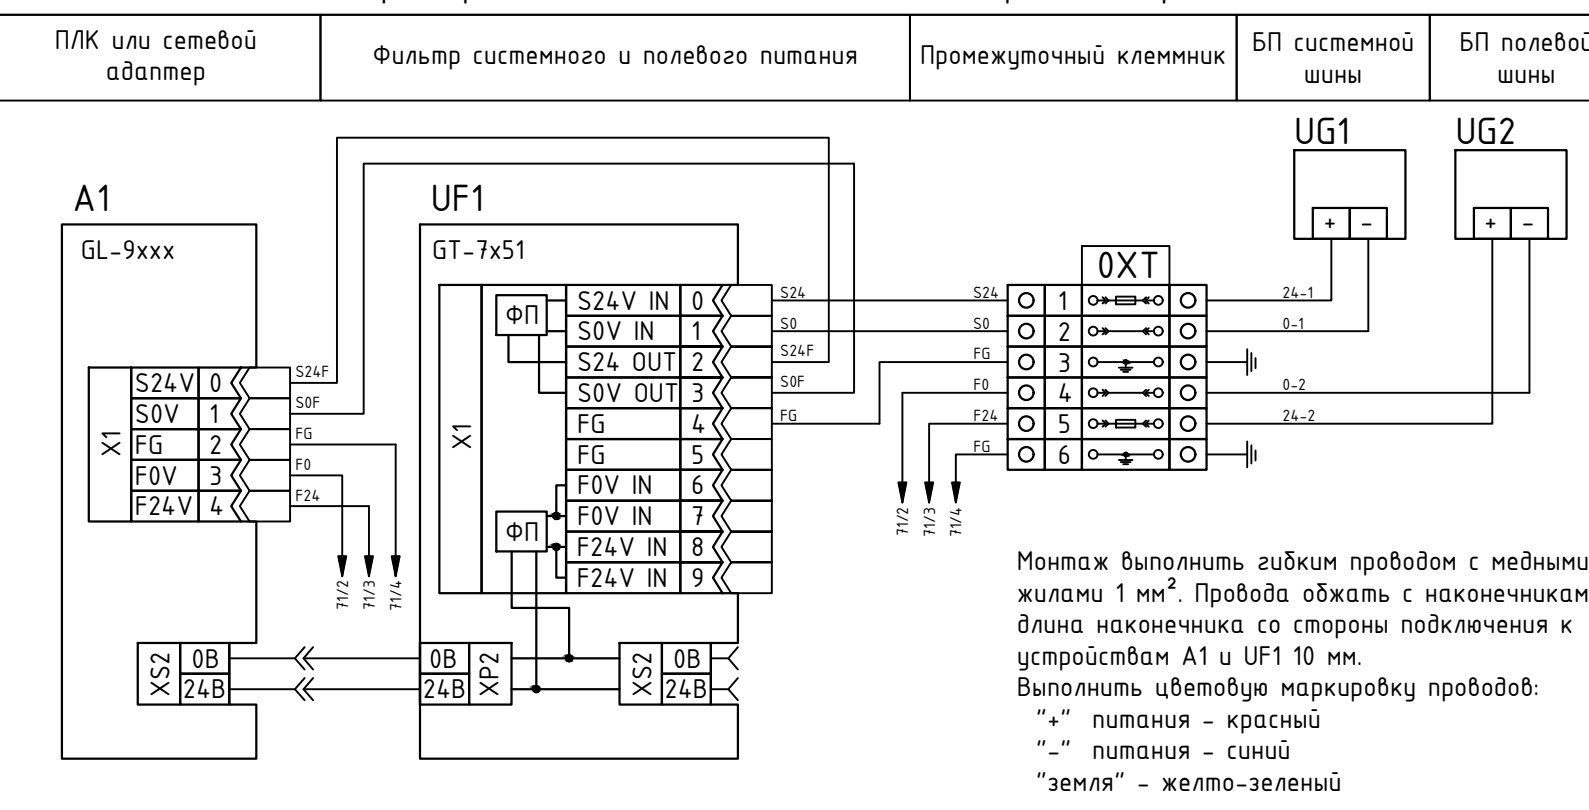 ПЛК или сетевой
адаптер
Фильтр системного и полевого питания
Промежуточный клеммник
БП системной
шины
БП полевой
шины
UG1
UG2
+ -
+ -
A1
GL-9xxx
X1
S24V 0 S24F
S0V 1 S0F
FG 2 FG
F0V 3 F0
F24V 4 F24
71/2
71/3
71/4
XS2
0В
24В
UF1
GT-7x51
X1
ФП
ФП
S24V IN 0 S24
S0V IN 1 S0
S24 OUT 2 S24F
S0V OUT 3 S0F
FG 4 FG
FG 5
F0V IN 6
F0V IN 7
F24V IN 8
F24V IN 9
0В
24В
XP2
XS2
0В
24В
0XT
S24 1 24-1
S0 2 0-1
FG 3
F0 4 0-2
F24 5 24-2
FG 6
71/2
71/3
71/4
Монтаж выполнить гибким проводом с медными
жилами 1 мм². Провода обжать с наконечникам
длина наконечника со стороны подключения к
устройствам A1 и UF1 10 мм.
Выполнить цветовую маркировку проводов:
"+" питания - красный
"-" питания - синий
"земля" - желто-зеленый